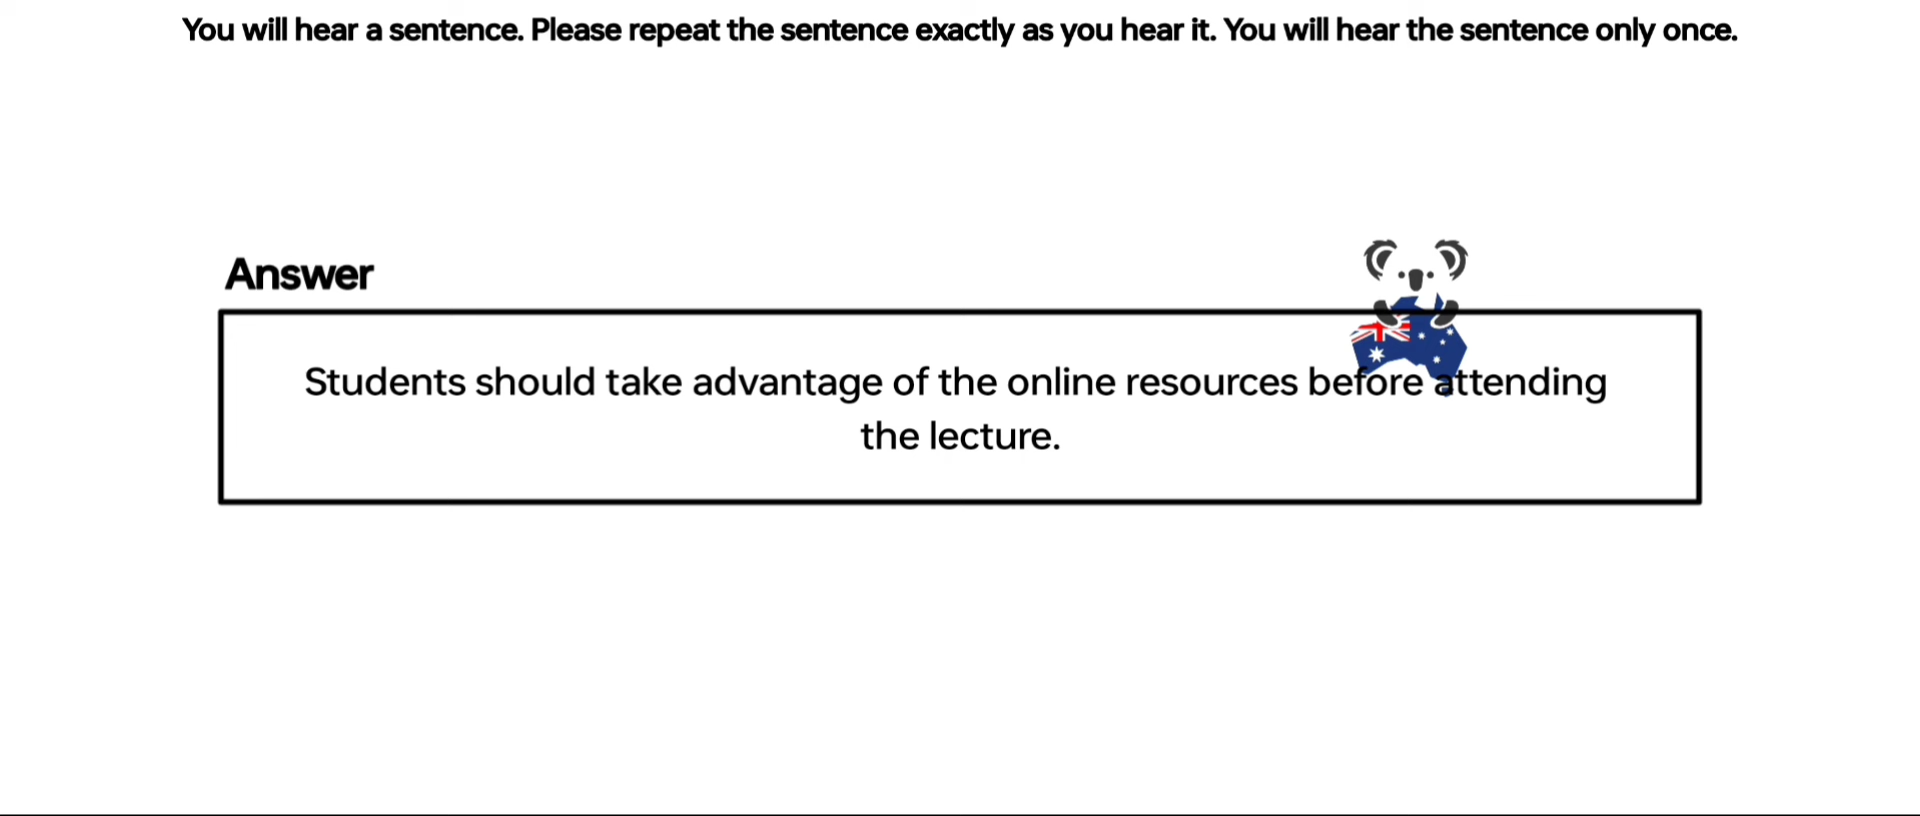 You will hear a sentence. Please repeat the sentence exactly as you hear it. You will hear the sentence only once.
Answer
Students should take advantage of the online resources before attending
the lecture.